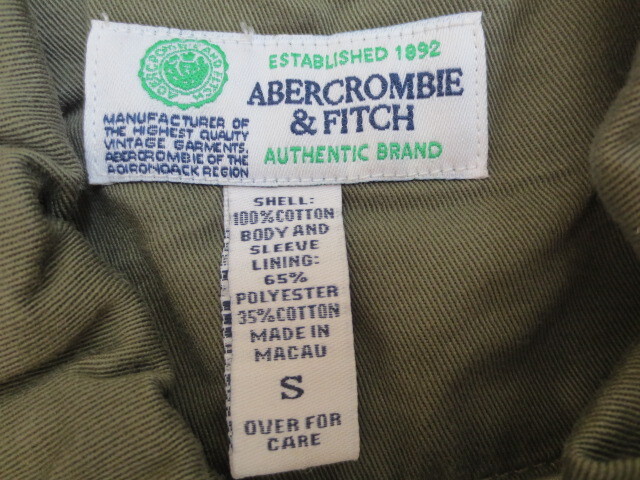 ESTABLISHED 1892
ABERCROMBIE
& FITCH
AUTHENTIC BRAND
MANUFACTURER OF
THE HIGHEST QUALITY
VINTAGE GARMENTS.
ABERCROMBIE OF THE
ADIRONDACK REGION
SHELL:
100%COTTON
BODY AND
SLEEVE
LINING:
65%
POLYESTER
35%COTTON
MADE IN
MACAU
S
OVER FOR
CARE